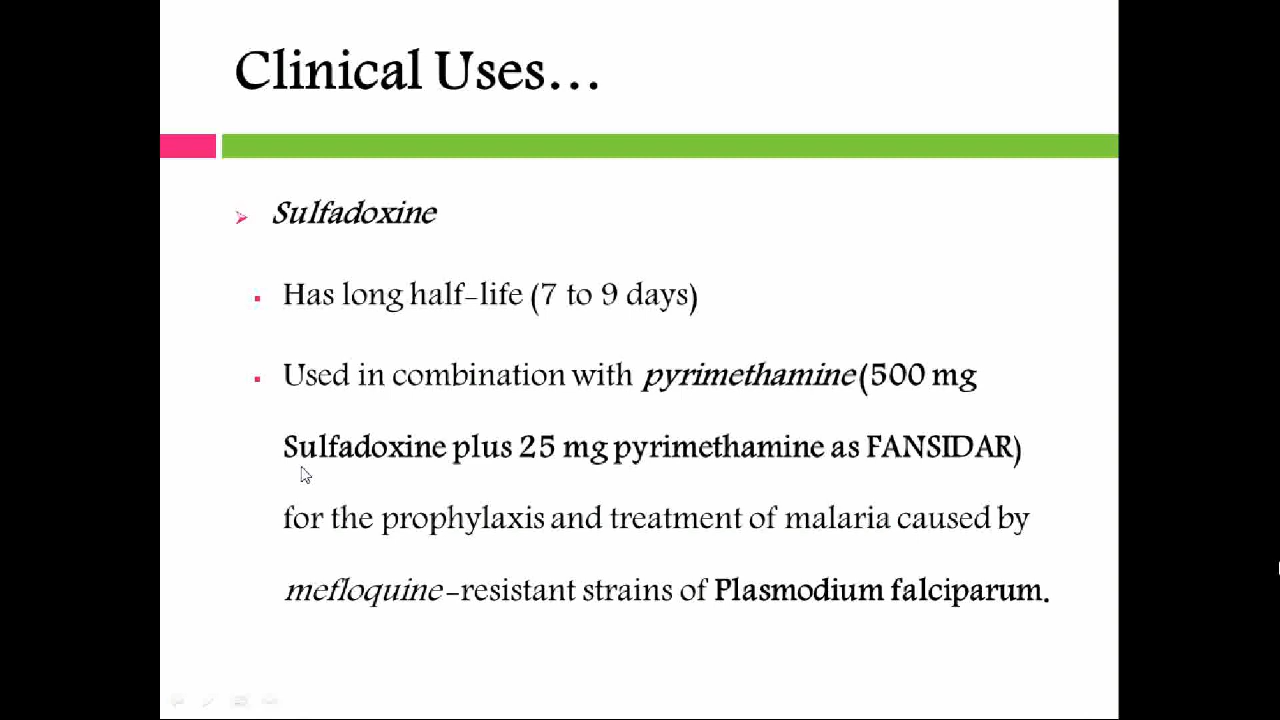 Clinical Uses...
Sulfadoxine
Has long half-life (7 to 9 days)
Used in combination with pyrimethamine (500 mg
Sulfadoxine plus 25 mg pyrimethamine as FANSIDAR)
for the prophylaxis and treatment of malaria caused by
mefloquine-resistant strains of Plasmodium falciparum.